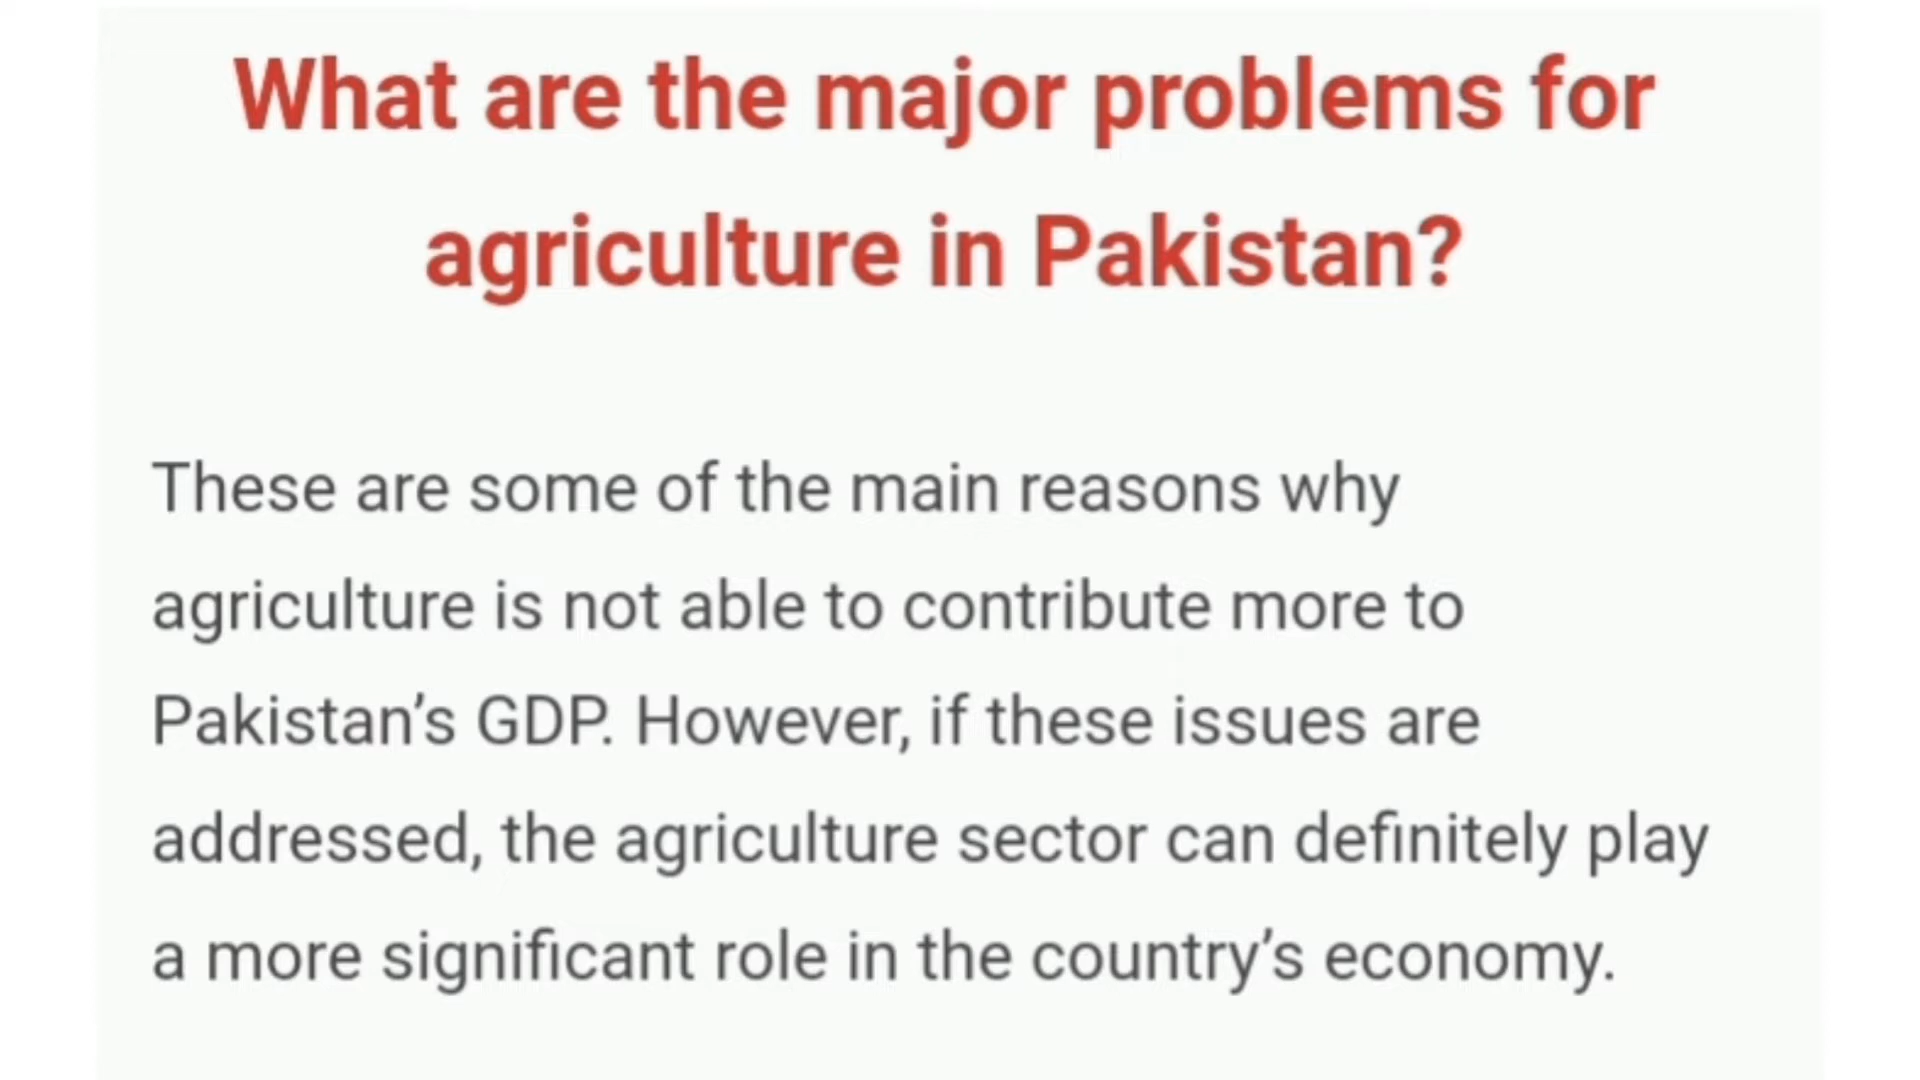 What are the major problems for
agriculture in Pakistan?
These are some of the main reasons why
agriculture is not able to contribute more to
Pakistan’s GDP. However, if these issues are
addressed, the agriculture sector can definitely play
a more significant role in the country’s economy.